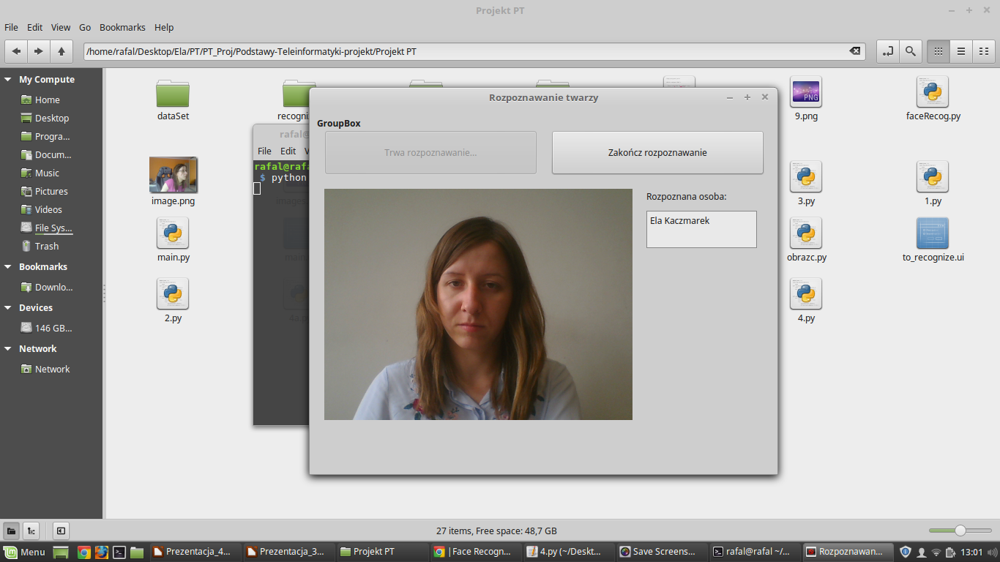 Projekt PT
File Edit View Go Bookmarks Help
/home/rafal/Desktop/Ela/PT/PT_Proj/Podstawy-Teleinformatyki-projekt/Projekt PT
My Compute
Home
Desktop
Progra...
Docum...
Music
Pictures
Videos
File Sys...
Trash
Bookmarks
Downlo...
Devices
146 GB...
Network
Network
dataSet
recogni
PNG
9.png
faceRecog.py
image.png
3.py
1.py
main.py
obrazc.py
to_recognize.ui
2.py
4.py
rafal@
File Edit
rafal@rafa
$ python
Rozpoznawanie twarzy
GroupBox
Trwa rozpoznawanie...
Zakończ rozpoznawanie
Rozpoznana osoba:
Ela Kaczmarek
27 items, Free space: 48,7 GB
Menu
Prezentacja_4...
Prezentacja_3...
Projekt PT
| Face Recogn...
4.py (~/Deskt...
Save Screens...
rafal@rafal ~/...
Rozpoznawan...
13:01